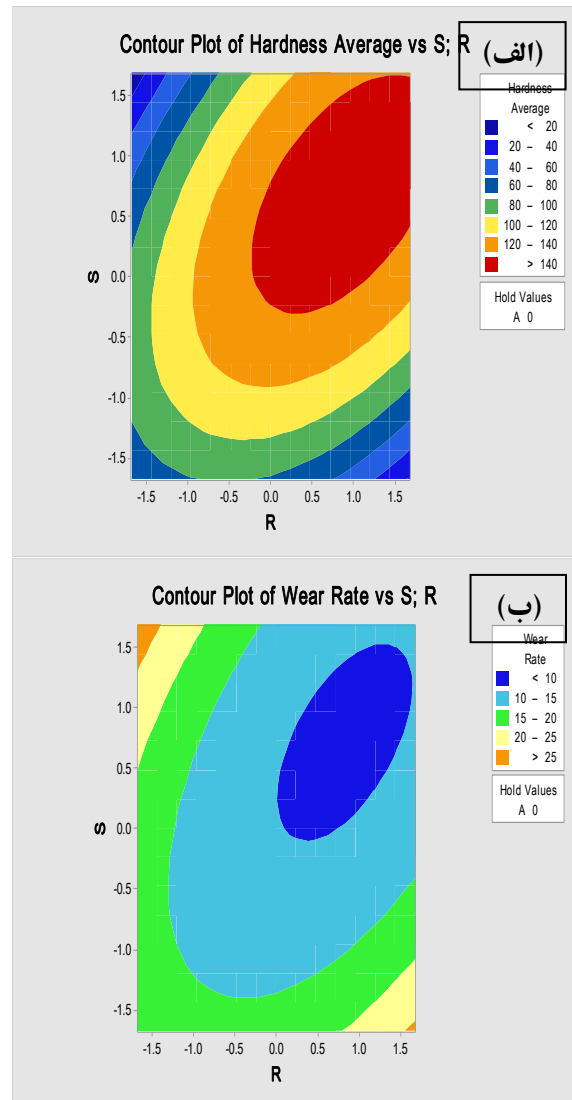 Contour Plot of Hardness Average vs S; R
(الف)
Hardness
Average
< 20
20 – 40
40 – 60
60 – 80
80 – 100
100 – 120
120 – 140
> 140
Hold Values
A 0
1.5
1.0
0.5
0.0
-0.5
-1.0
-1.5
S
-1.5 -1.0 -0.5 0.0 0.5 1.0 1.5
R
Contour Plot of Wear Rate vs S; R
(ب)
Wear
Rate
< 10
10 – 15
15 – 20
20 – 25
> 25
Hold Values
A 0
1.5
1.0
0.5
0.0
-0.5
-1.0
-1.5
S
-1.5 -1.0 -0.5 0.0 0.5 1.0 1.5
R